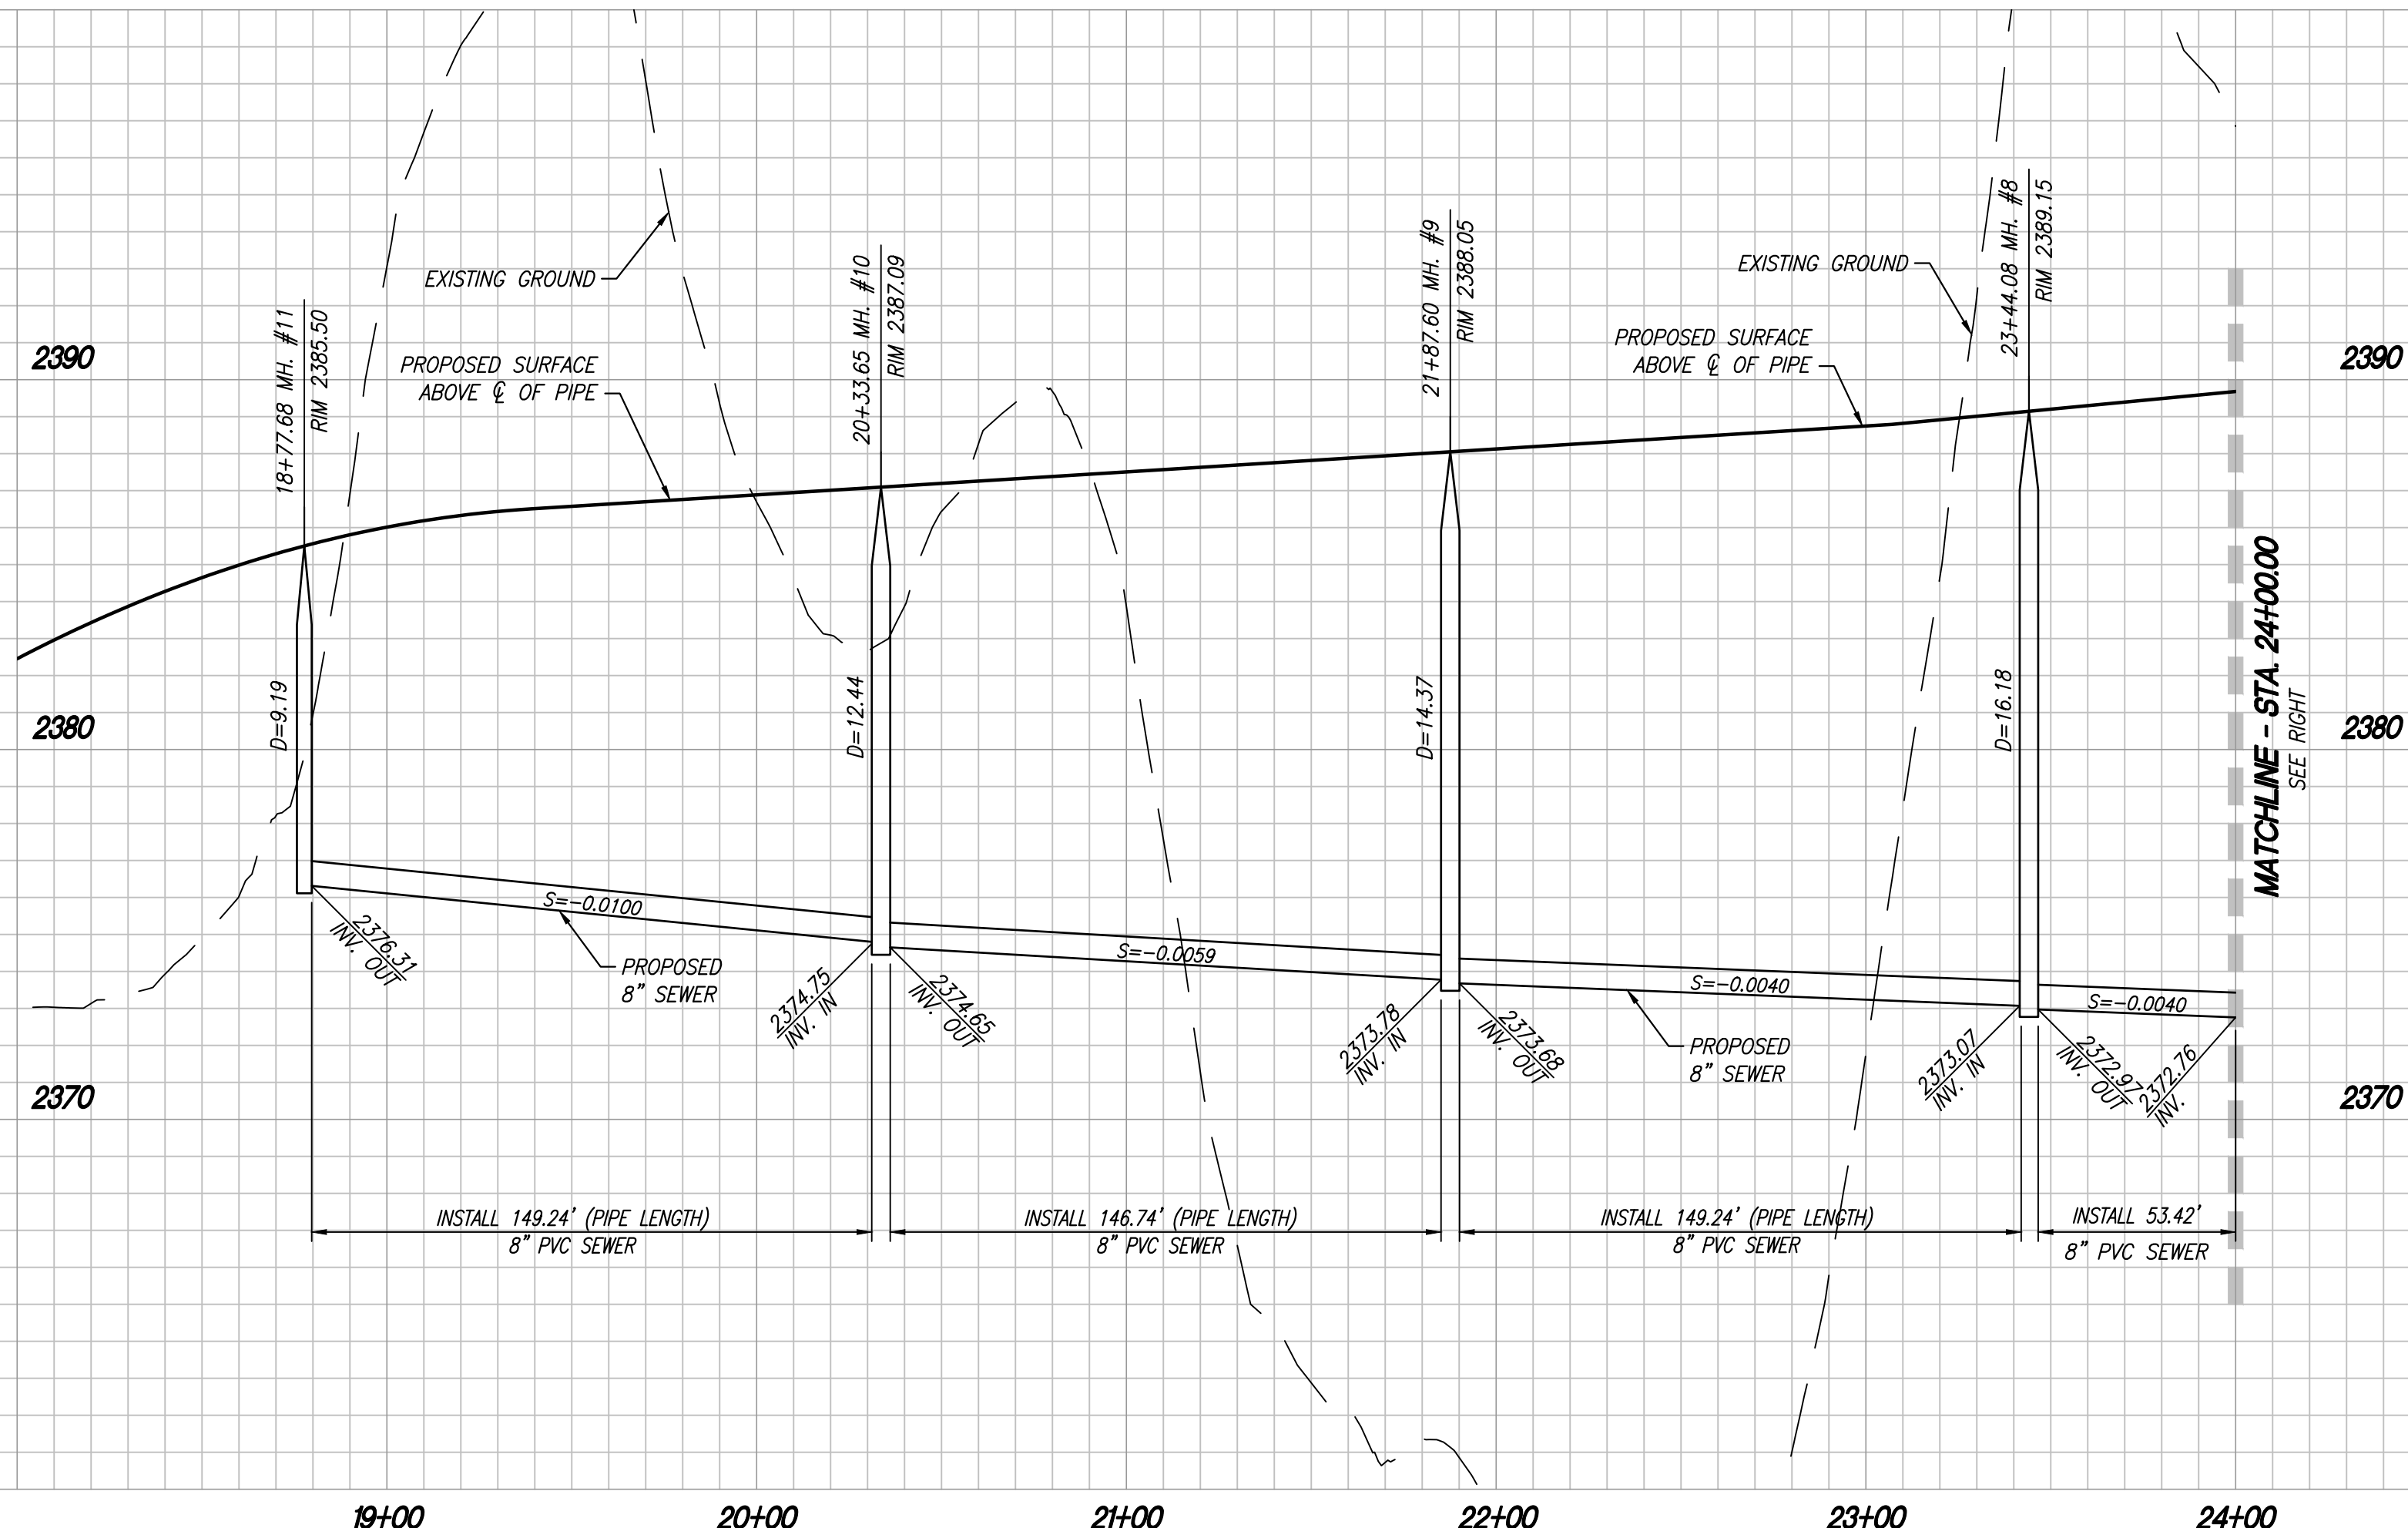 18+77.68 MH. #11
RIM 2385.50
20+33.65 MH. #10
RIM 2387.09
21+87.60 MH. #9
RIM 2388.05
23+44.08 MH. #8
RIM 2389.15
EXISTING GROUND
EXISTING GROUND
PROPOSED SURFACE
ABOVE ℄ OF PIPE
PROPOSED SURFACE
ABOVE ℄ OF PIPE
2390
2390
2380
2380
2370
2370
D=9.19
D=12.44
D=14.37
D=16.18
MATCHLINE - STA. 24+00.00
SEE RIGHT
S=-0.0100
S=-0.0059
S=-0.0040
S=-0.0040
2376.31
INV. OUT
PROPOSED
8" SEWER
2374.75
INV. IN
2374.65
INV. OUT
2373.78
INV. IN
2373.68
INV. OUT
PROPOSED
8" SEWER
2373.07
INV. IN
2372.97
INV. OUT
2372.76
INV.
INSTALL 149.24' (PIPE LENGTH)
8" PVC SEWER
INSTALL 146.74' (PIPE LENGTH)
8" PVC SEWER
INSTALL 149.24' (PIPE LENGTH)
8" PVC SEWER
INSTALL 53.42'
8" PVC SEWER
19+00
20+00
21+00
22+00
23+00
24+00